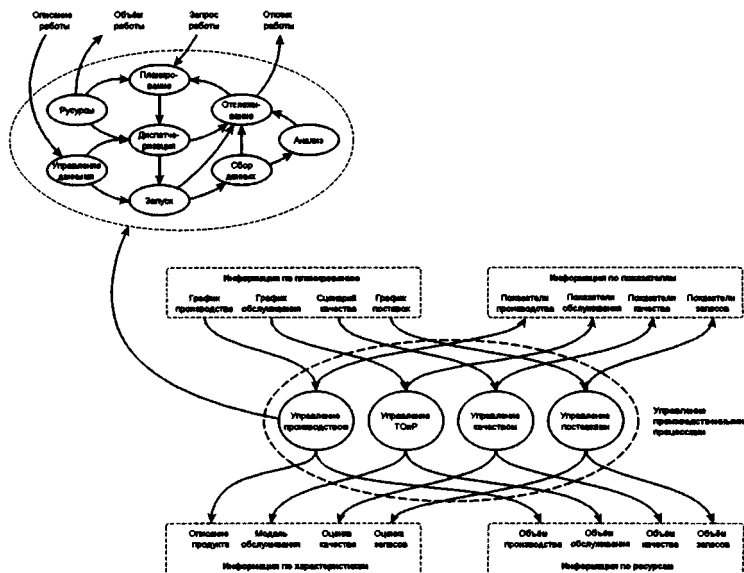 Описание работы
Объём работы
Запрос работы
Отклик работы
Планиро-
вание
Русурсы
Отслежи-
вание
Диспетче-
ризация
Анализ
Управление
данными
Сбор
данных
Запуск
Информация по планированию
График производства
График обслуживания
Сценарий качества
График поставок
Информация по показателям
Показатели производства
Показатели обслуживания
Показатели качества
Показатели запасов
Управление производством
Управление ТОиР
Управление качеством
Управление поставками
Управление
производственными
процессами
Описание продукта
Модель обслуживания
Оценка качества
Оценка запасов
Информация по характеристикам
Объём производства
Объём обслуживания
Объём качества
Объём запасов
Информация по ресурсам